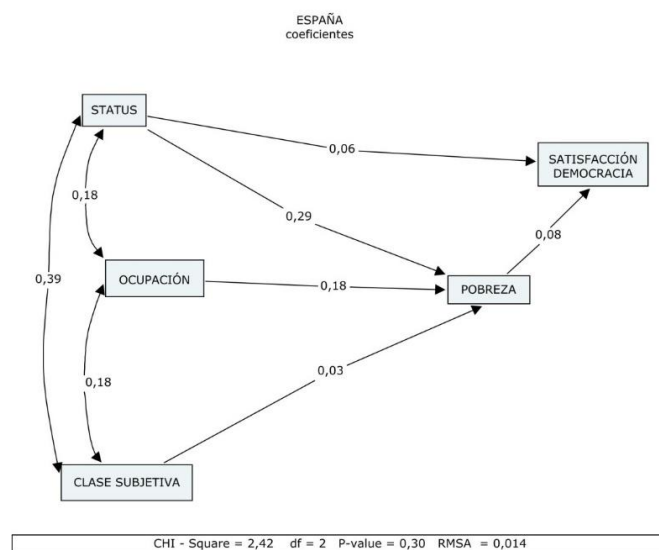 ESPAÑA
coeficientes
STATUS
0,06
SATISFACCIÓN
DEMOCRACIA
0,18
0,29
0,08
0,39
OCUPACIÓN
0,18
POBREZA
0,18
0,03
CLASE SUBJETIVA
CHI - Square = 2,42 df = 2 P-value = 0,30 RMSA = 0,014